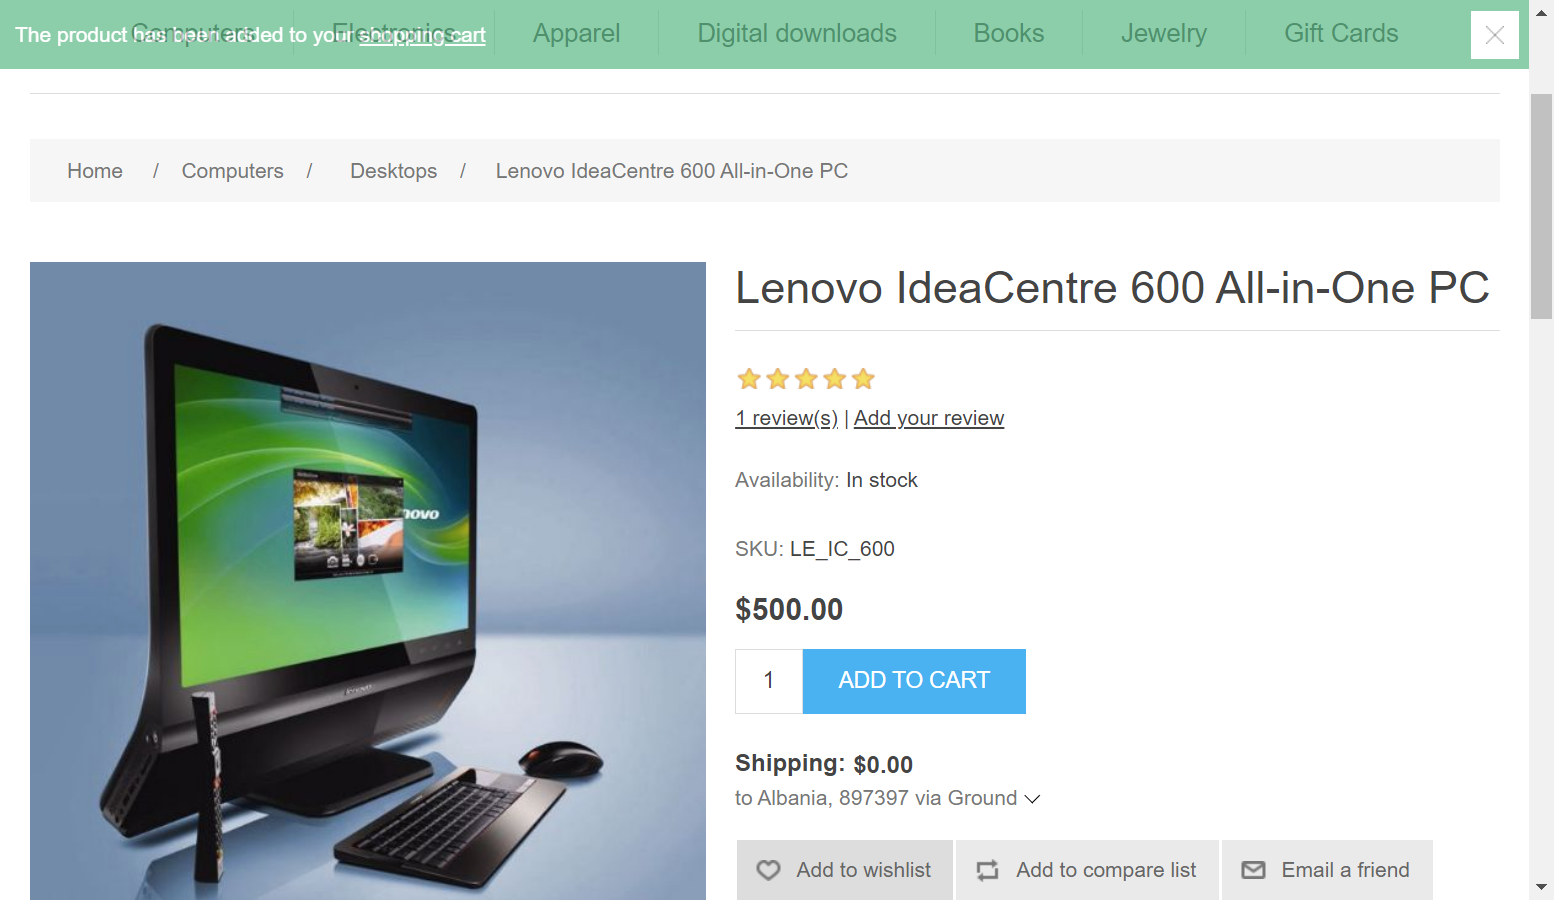 The product has been added to your shopping cart
Computers
Electronics
Apparel
Digital downloads
Books
Jewelry
Gift Cards
Home / Computers / Desktops / Lenovo IdeaCentre 600 All-in-One PC
Lenovo IdeaCentre 600 All-in-One PC
1 review(s) | Add your review
Availability: In stock
SKU: LE_IC_600
$500.00
1 ADD TO CART
Shipping: $0.00
to Albania, 897397 via Ground
Add to wishlist
Add to compare list
Email a friend